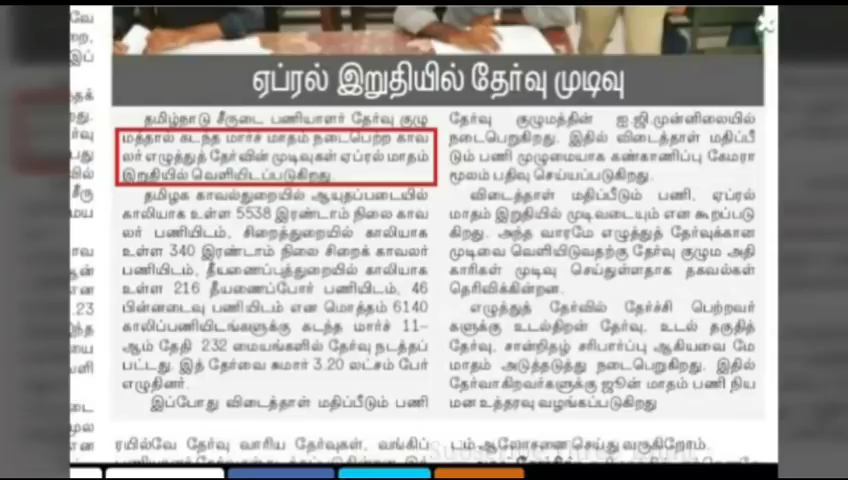 ஏப்ரல் இறுதியில் தேர்வு முடிவு
தமிழ்நாடு சீருடை பணியாளர் தேர்வு குழு
மத்தால் கடந்த மார்ச் மாதம் நடைபெற்ற காவ
லர் எழுத்துத் தேர்வின் முடிவுகள் ஏப்ரல் மாதம்
இறுதியில் வெளியிடப்படுகிறது
தமிழக காவல்துறையில் ஆயுதப்படையில்
காலியாக உள்ள 5538 இரண்டாம் நிலை காவ
லர் பணியிடம், சிறைத்துறையில் காலியாக
உள்ள 340 இரண்டாம் நிலை சிறைக் காவலர்
பணியிடம், தீயணைப்புத்துறையில் காலியாக
உள்ள 216 தீயணைப்போர் பணியிடம், 46
பின்னடைவு பணியிடம் என மொத்தம் 6140
காலிப்பணியிடங்களுக்கு கடந்த மார்ச் 11-
ஆம் தேதி 232 மையங்களில் தேர்வு நடத்தப்
பட்டது. இத் தேர்வை சுமார் 3.20 லட்சம் பேர்
எழுதினர்.
இப்போது விடைத்தாள் மதிப்பீடும் பணி
தேர்வு குழுமத்தின் ஐ.ஜி.முன்னிலையில்
நடைபெறுகிறது. இதில் விடைத்தாள் மதிப்பீ
டும் பணி முழுமையாக கண்காணிப்பு கேமரா
மூலம் பதிவு செய்யப்படுகிறது.
விடைத்தாள் மதிப்பீடும் பணி, ஏப்ரல்
மாதம் இறுதியில் முடிவடையும் என கூறப்படு
கிறது. அந்த வாரமே எழுத்துத் தேர்வுக்கான
முடிவை வெளியிடுவதற்கு தேர்வு குழும அதி
காரிகள் முடிவு செய்துள்ளதாக தகவல்கள்
தெரிவிக்கின்றன.
எழுத்துத் தேர்வில் தேர்ச்சி பெற்றவர்
களுக்கு உடல்திறன் தேர்வு, உடல் தகுதித்
தேர்வு, சான்றிதழ் சரிபார்ப்பு ஆகியவை மே
மாதம் அடுத்தடுத்து நடைபெறுகிறது. இதில்
தேர்வாகிறவர்களுக்கு ஜூன் மாதம் பணி நிய
மன உத்தரவு வழங்கப்படுகிறது
ரயில்வே தேர்வு வாரிய தேர்வுகள், வங்கிப்
டம் ஆலோசனை செய்து வருகிறோம்.